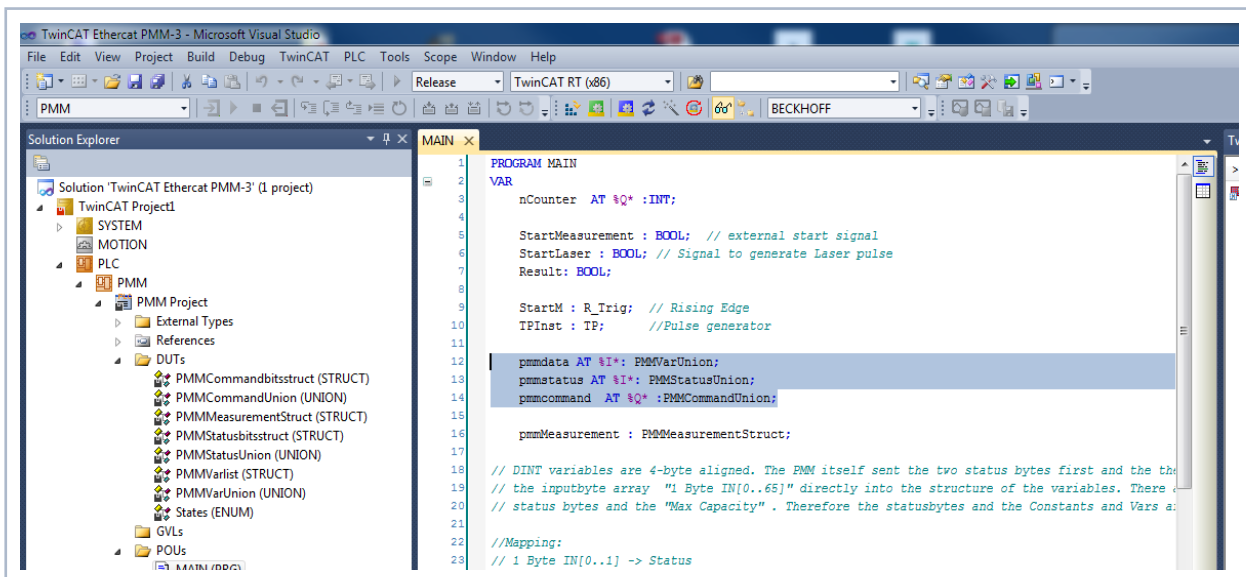 TwinCAT Ethercat PMM-3 - Microsoft Visual Studio
File Edit View Project Build Debug TwinCAT PLC Tools Scope Window Help
Release TwinCAT RT (x86)
PMM BECKHOFF
Solution Explorer
MAIN
Solution 'TwinCAT Ethercat PMM-3' (1 project)
TwinCAT Project1
SYSTEM
MOTION
PLC
PMM
PMM Project
External Types
References
DUTs
PMMCommandbitsstruct (STRUCT)
PMMCommandUnion (UNION)
PMMMeasurementStruct (STRUCT)
PMMStatusbitsstruct (STRUCT)
PMMStatusUnion (UNION)
PMMVarlist (STRUCT)
PMMVarUnion (UNION)
States (ENUM)
GVLs
POUs
MAIN (PRG)
1 PROGRAM MAIN
2 VAR
3 nCounter AT %Q* :INT;
4
5 StartMeasurement : BOOL; // external start signal
6 StartLaser : BOOL; // Signal to generate Laser pulse
7 Result: BOOL;
8
9 StartM : R_Trig; // Rising Edge
10 TPInst : TP; //Pulse generator
11
12 pmmdata AT %I*: PMMVarUnion;
13 pmmstatus AT %I*: PMMStatusUnion;
14 pmmcommand AT %Q* :PMMCommandUnion;
15
16 pmmMeasurement : PMMMeasurementStruct;
17
18 // DINT variables are 4-byte aligned. The PMM itself sent the two status bytes first and the the
19 // the inputbyte array "1 Byte IN[0..65]" directly into the structure of the variables. There
20 // status bytes and the "Max Capacity" . Therefore the statusbytes and the Constants and Vars
21
22 //Mapping:
23 // 1 Byte IN[0..1] -> Status